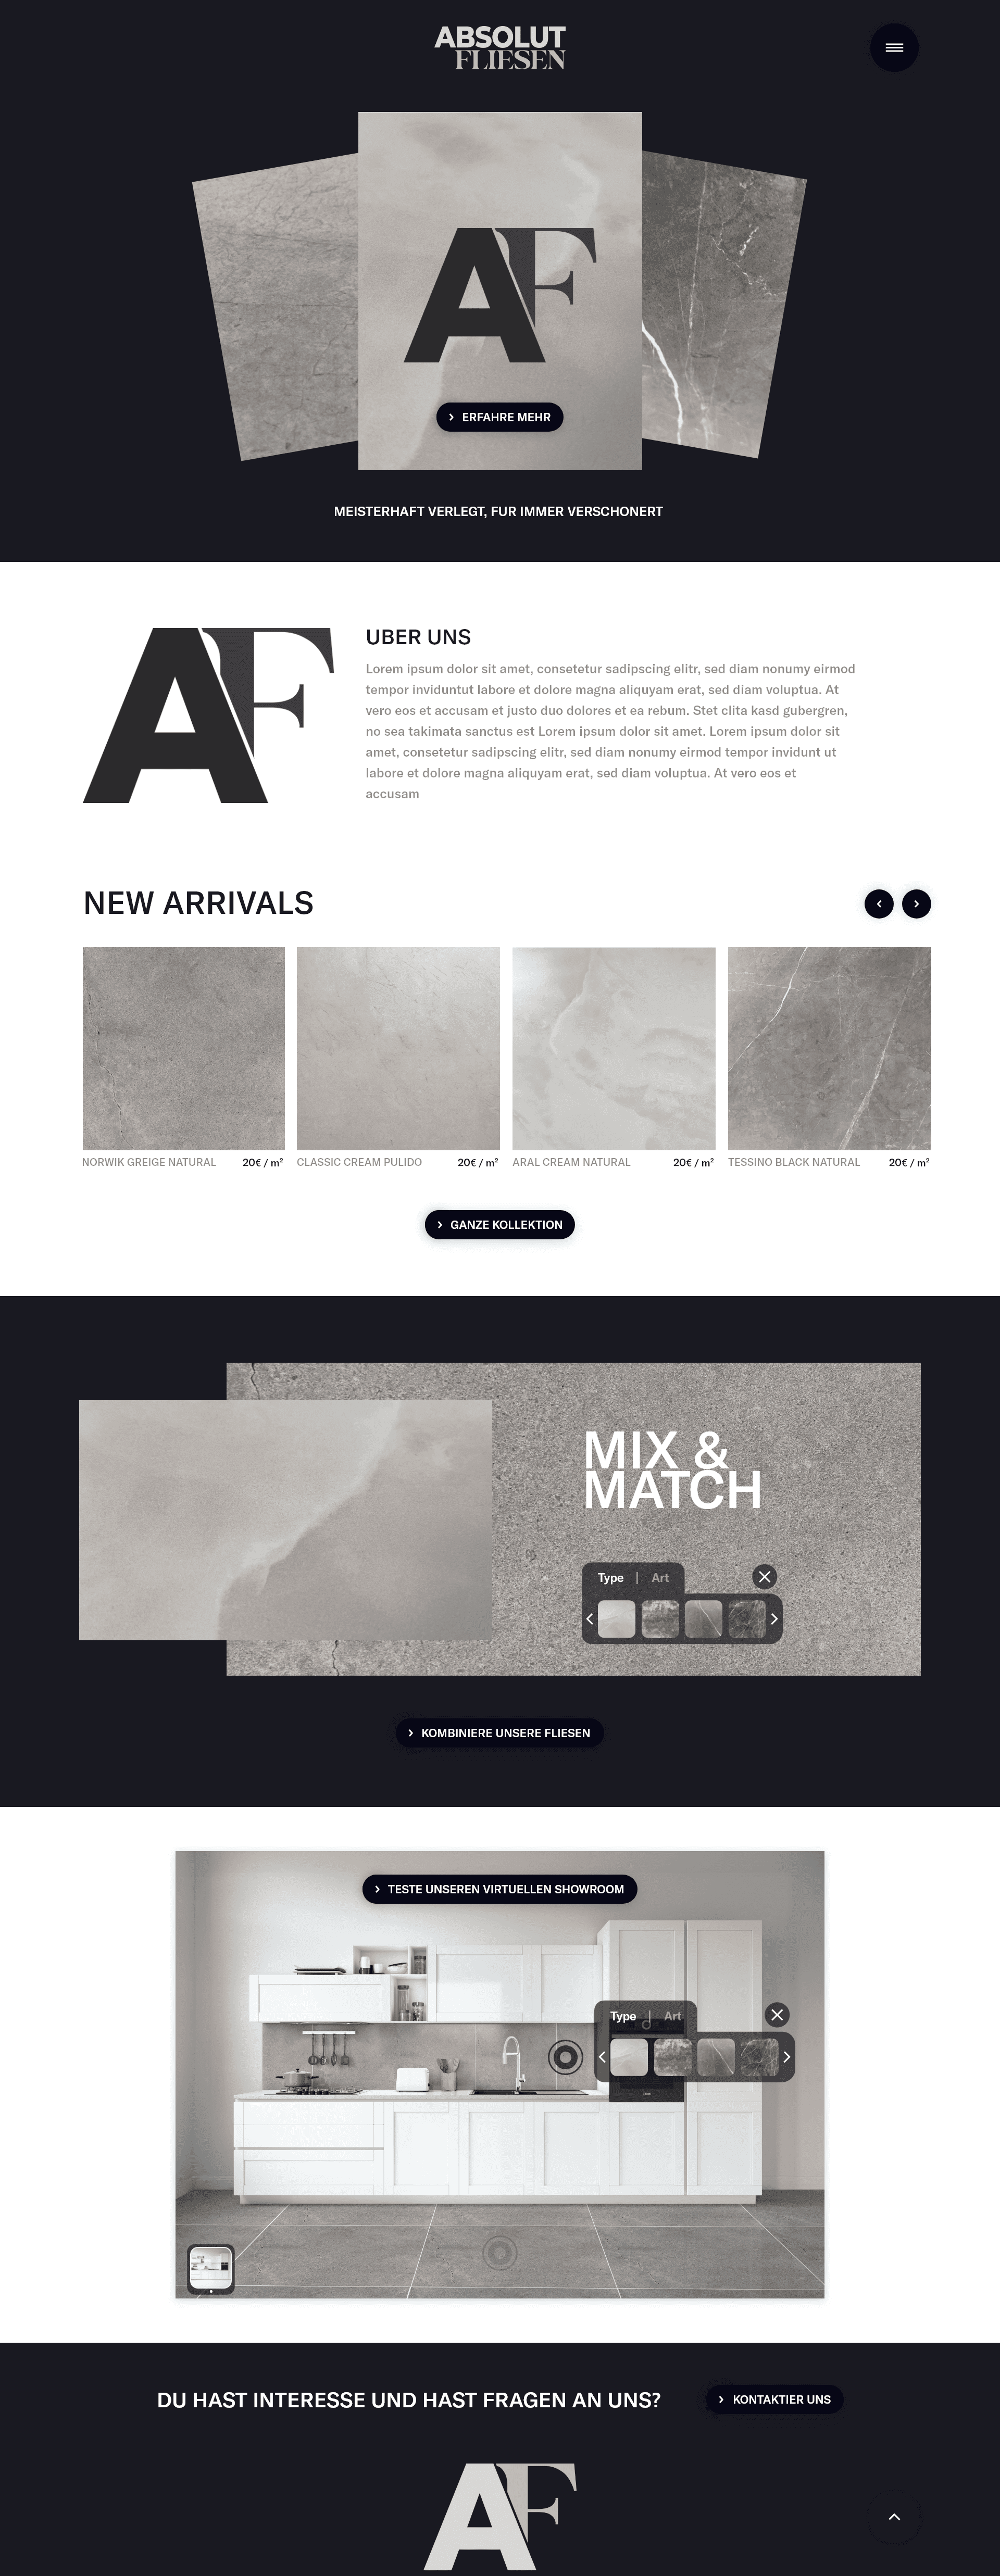 ABSOLUT
FLIESEN
AF
ERFAHRE MEHR
MEISTERHAFT VERLEGT, FUR IMMER VERSCHONERT
AF
UBER UNS
Lorem ipsum dolor sit amet, consetetur sadipscing elitr, sed diam nonumy eirmod
tempor inviduntut labore et dolore magna aliquyam erat, sed diam voluptua. At
vero eos et accusam et justo duo dolores et ea rebum. Stet clita kasd gubergren,
no sea takimata sanctus est Lorem ipsum dolor sit amet. Lorem ipsum dolor sit
amet, consetur sadipscing elitr, sed diam nonumy eirmod tempor invidunt ut
labore et dolore magna aliquyam erat, sed diam voluptua. At vero eos et
accusam
NEW ARRIVALS
NORWIK GREIGE NATURAL 20€ / m²
CLASSIC CREAM PULIDO 20€ / m²
ARAL CREAM NATURAL 20€ / m²
TESSINO BLACK NATURAL 20€ / m²
GANZE KOLLEKTION
MIX &
MATCH
Type | Art
KOMBINIERE UNSERE FLIESEN
TESTE UNSEREN VIRTUELLEN SHOWROOM
Type | Art
DU HAST INTERESSE UND HAST FRAGEN AN UNS?
KONTAKTIER UNS
AF